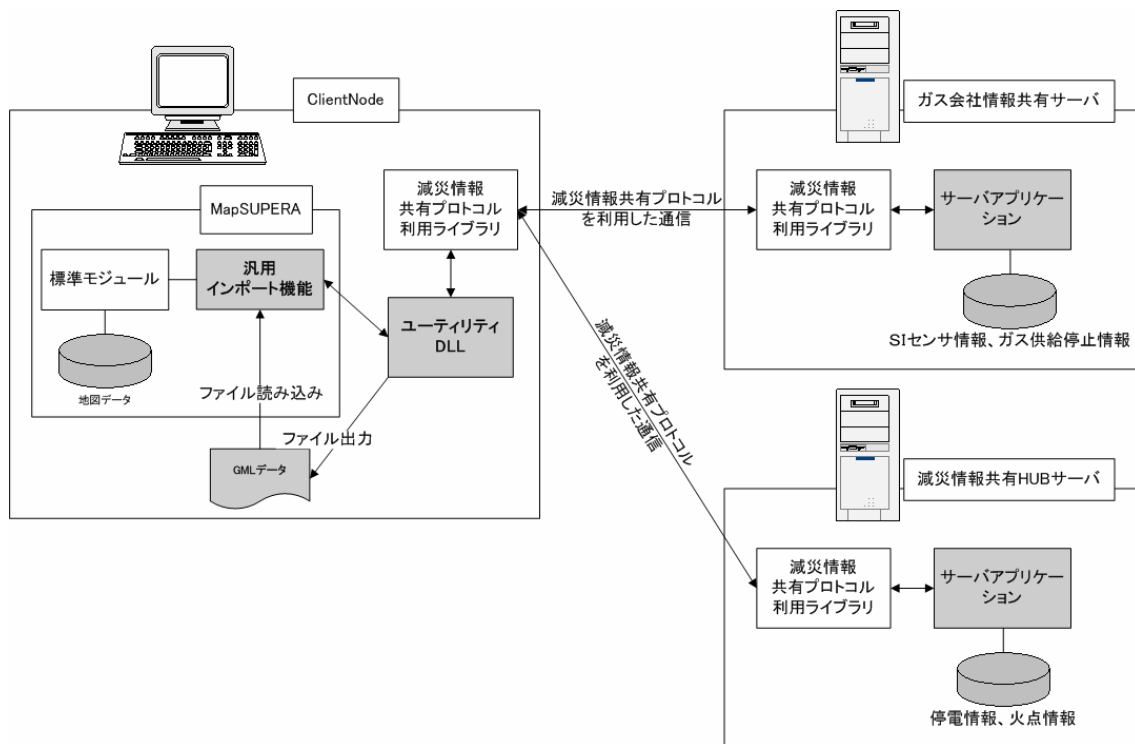 ClientNode
MapSUPERA
標準モジュール
地図データ
汎用
インポート機能
ファイル読み込み
ファイル出力
GMLデータ
減災情報
共有プロトコル
利用ライブラリ
ユーティリティ
DLL
減災情報共有プロトコル
を利用した通信
減災情報共有プロトコル
を利用した通信
ガス会社情報共有サーバ
減災情報
共有プロトコル
利用ライブラリ
サーバアプリケー
ション
SIセンサ情報、ガス供給停止情報
減災情報共有HUBサーバ
減災情報
共有プロトコル
利用ライブラリ
サーバアプリケー
ション
停電情報、火点情報